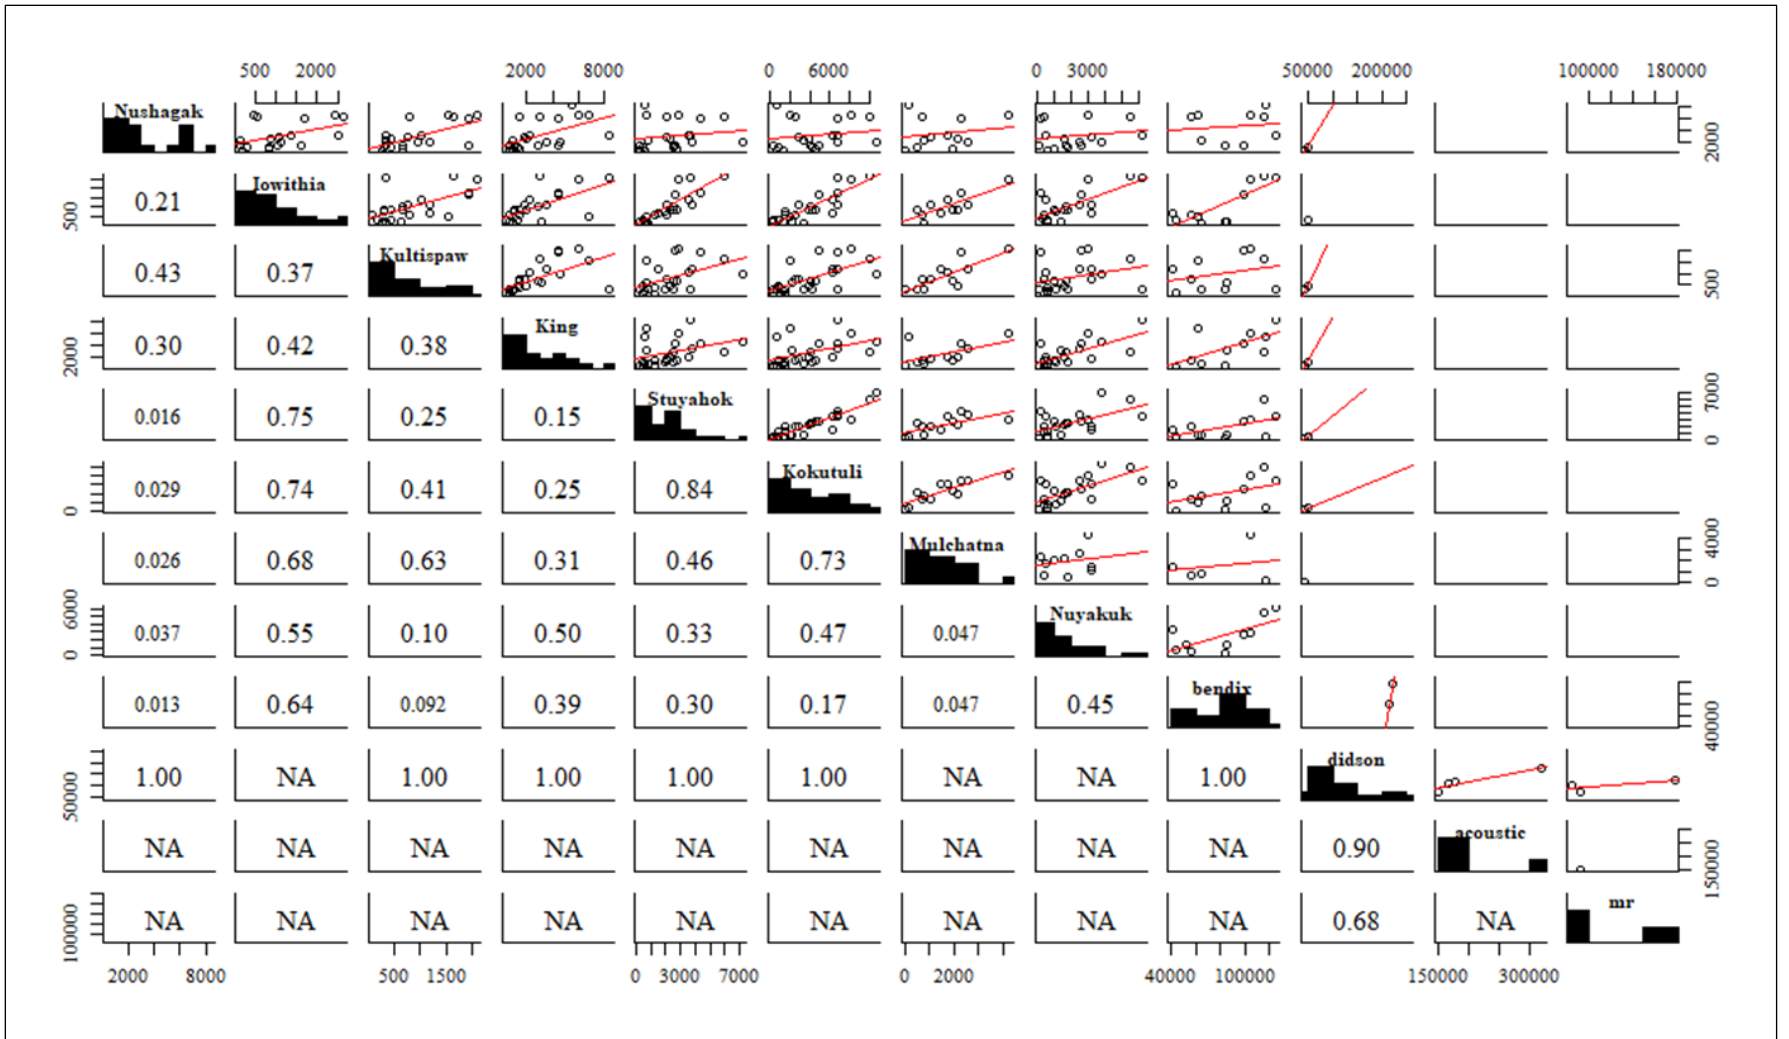 500 2000 2000 8000 0 6000 0 3000 50000 200000 100000 180000
Nushagak 2000
500 0.21 Iowithia
0.43 0.37 Kultispaw 500
2000 0.30 0.42 0.38 King
0.016 0.75 0.25 0.15 Stuyahok 0 7000
0 0.029 0.74 0.41 0.25 0.84 Kokutuli
0.026 0.68 0.63 0.31 0.46 0.73 Mulchatna 0 4000
0 6000 0.037 0.55 0.10 0.50 0.33 0.47 0.047 Nuyakuk
0.013 0.64 0.092 0.39 0.30 0.17 0.047 0.45 bendix 40000
50000 1.00 NA 1.00 1.00 1.00 1.00 NA NA 1.00 didson
NA NA NA NA NA NA NA NA NA 0.90 acoustic 150000
100000 NA NA NA NA NA NA NA NA NA 0.68 NA mr
2000 8000 500 1500 0 3000 7000 0 2000 40000 100000 150000 300000